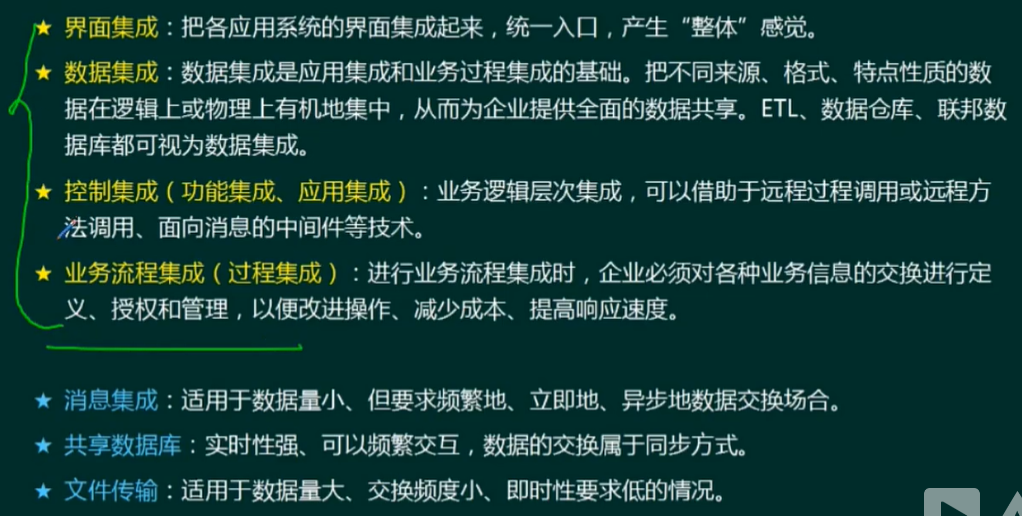 ★ 界面集成：把各应用系统的界面集成起来，统一入口，产生“整体”感觉。
★ 数据集成：数据集成是应用集成和业务过程集成的基础。把不同来源、格式、特点性质的数
据在逻辑上或物理上有机地集中，从而为企业提供全面的数据共享。ETL、数据仓库、联邦数
据库都可视为数据集成。
★ 控制集成（功能集成、应用集成）：业务逻辑层次集成，可以借助于远程过程调用或远程方
法调用、面向消息的中间件等技术。
★ 业务流程集成（过程集成）：进行业务流程集成时，企业必须对各种业务信息的交换进行定
义、授权和管理，以便改进操作、减少成本、提高响应速度。
★ 消息集成：适用于数据量小、但要求频繁地、立即地、异步地数据交换场合。
★ 共享数据库：实时性强、可以频繁交互，数据的交换属于同步方式。
★ 文件传输：适用于数据量大、交换频度小、即时性要求低的情况。